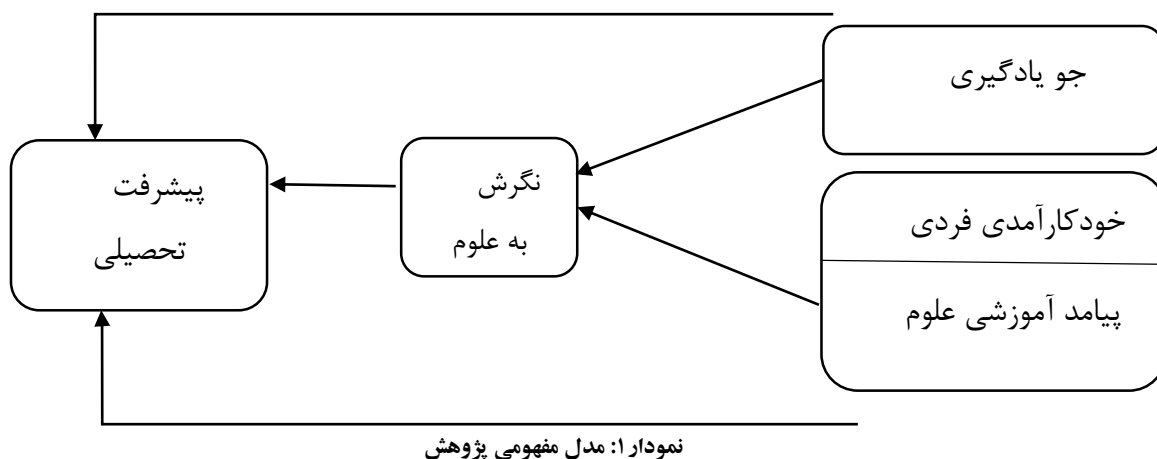 جو یادگیری
خودکارآمدی فردی
پیامد آموزشی علوم
نگرش
به علوم
پیشرفت
تحصیلی
نمودار ۱: مدل مفهومی پژوهش